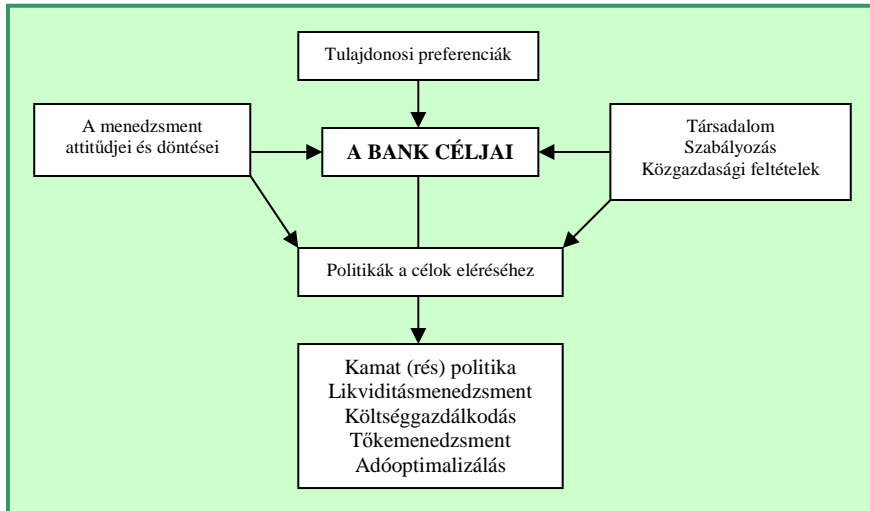 Tulajdonosi preferenciák
A menedzsment
attitűdjei és döntései
A BANK CÉLJAI
Társadalom
Szabályozás
Közgazdasági feltételek
Politikák a célok eléréséhez
Kamat (rés) politika
Likviditásmenedzsment
Költséggazdálkodás
Tőkemenedzsment
Adóoptimalizálás